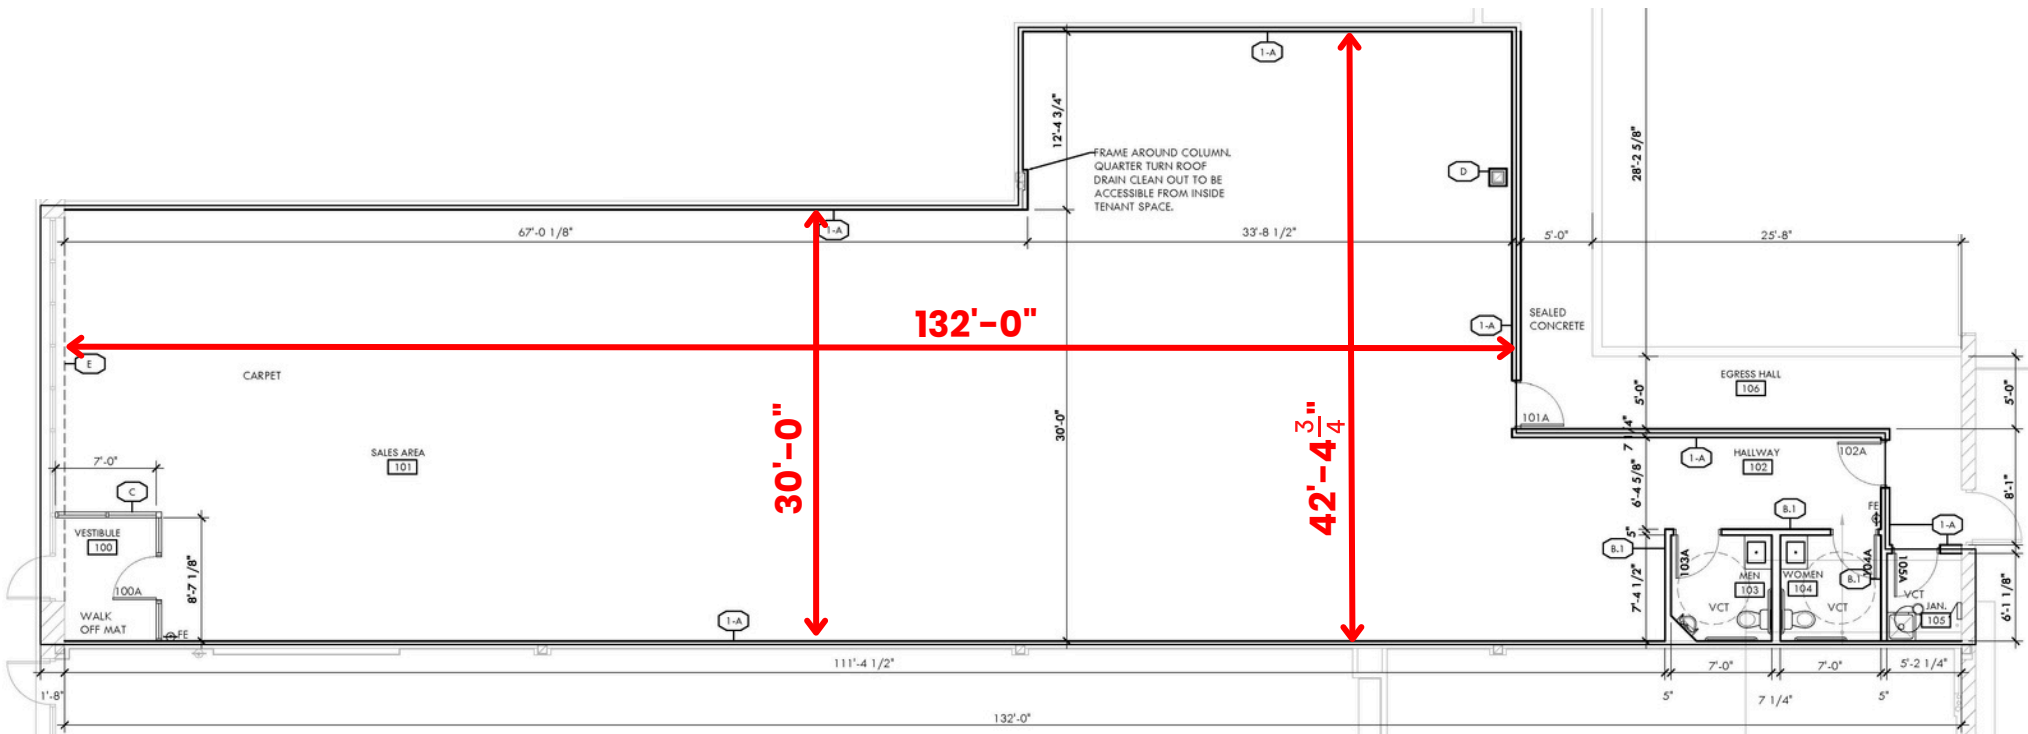 1-A
12'-4 3/4"
FRAME AROUND COLUMN.
QUARTER TURN ROOF
DRAIN CLEAN OUT TO BE
ACCESSIBLE FROM INSIDE
TENANT SPACE.
D
28'-2 5/8"
1-A
67'-0 1/8"
33'-8 1/2"
5'-0"
25'-8"
132'-0"
1-A
SEALED
CONCRETE
E
CARPET
EGRESS HALL
106
5'-0"
5'-0"
30'-0"
30'-0"
42'-4 3/4"
101A
7 1/4"
SALES AREA
101
7'-0"
C
1-A
HALLWAY
102
102A
6'-4 5/8"
8'-1"
B.1
FE
1-A
VESTIBULE
100
5"
B.1
103A
104A
105A
8'-7 1/8"
100A
MEN
103
WOMEN
104
B.1
7'-4 1/2"
VCT
VCT
VCT
JAN.
105
6'-1 1/8"
WALK
OFF MAT
FE
1-A
111'-4 1/2"
7'-0"
7'-0"
5'-2 1/4"
1'-8"
5"
7 1/4"
5"
132'-0"